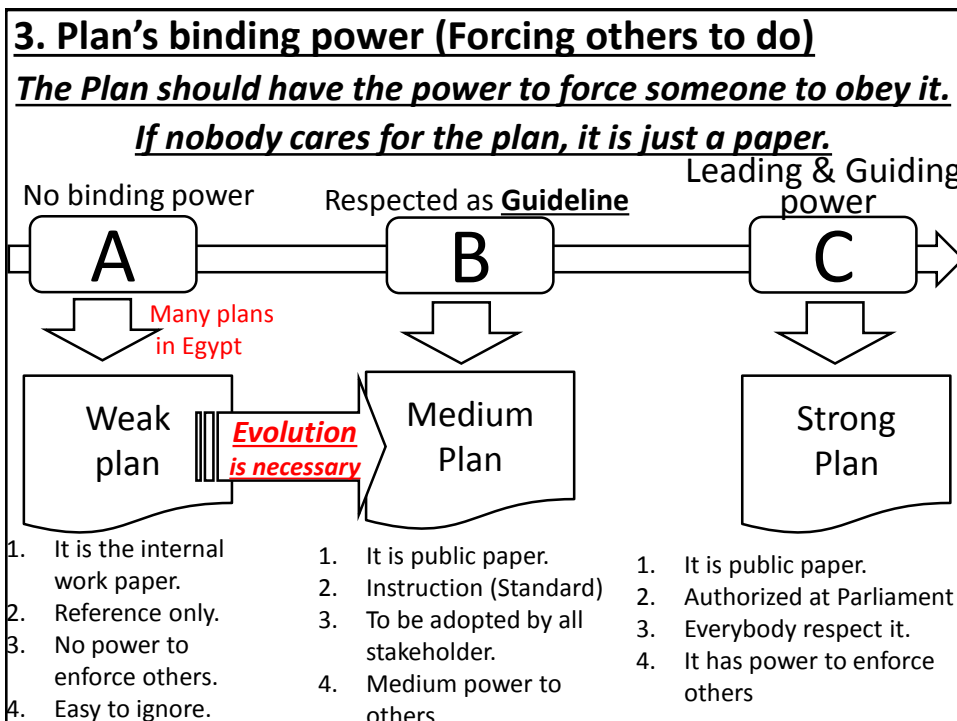 3. Plan's binding power (Forcing others to do)
The Plan should have the power to force someone to obey it.
If nobody cares for the plan, it is just a paper.
No binding power
Respected as Guideline
Leading & Guiding
power
A
B
C
Many plans
in Egypt
Weak
plan
Evolution
is necessary
Medium
Plan
Strong
Plan
1. It is the internal
work paper.
2. Reference only.
3. No power to
enforce others.
4. Easy to ignore.
1. It is public paper.
2. Instruction (Standard)
3. To be adopted by all
stakeholder.
4. Medium power to
others
1. It is public paper.
2. Authorized at Parliament
3. Everybody respect it.
4. It has power to enforce
others